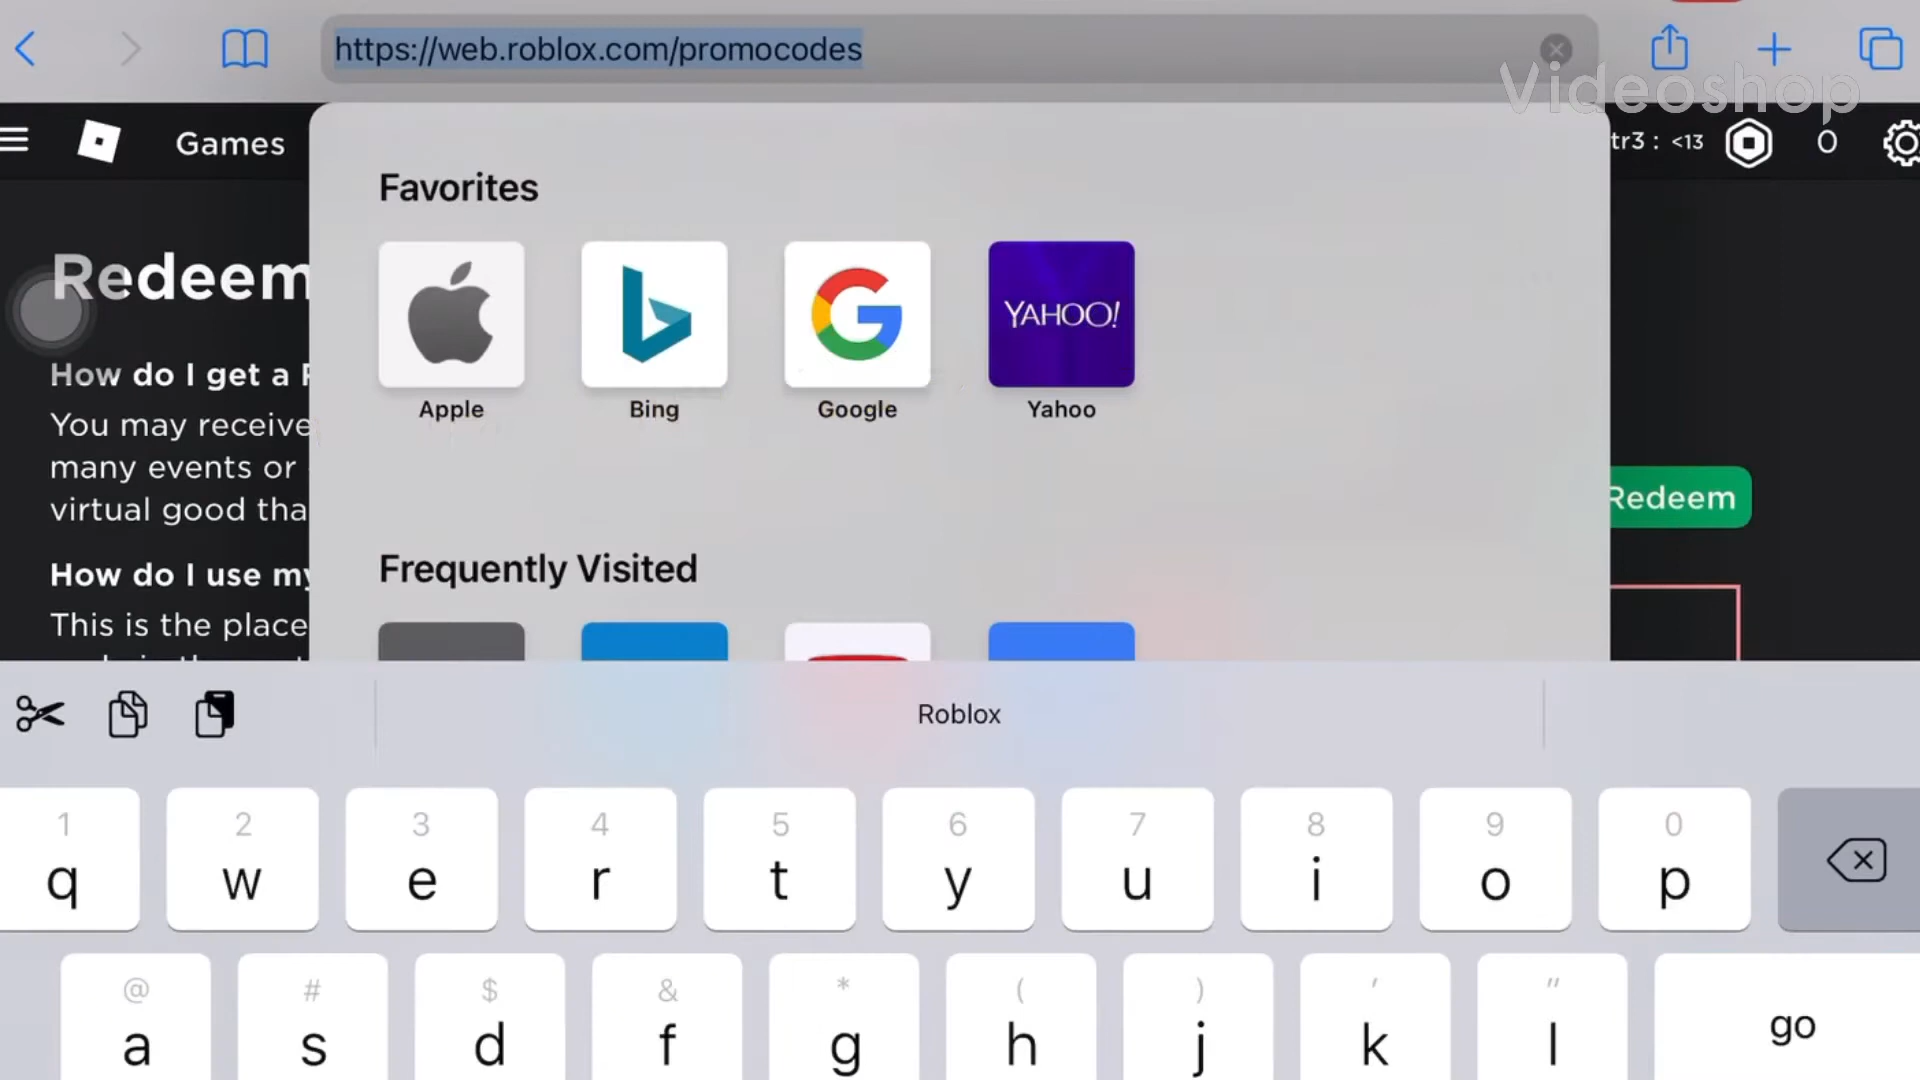 https://web.roblox.com/promocodes
Videoshop
Games
tr3 : <13
0
Favorites
Redeem
YAHOO!
Apple
Bing
Google
Yahoo
How do I get a
You may receive
many events or
virtual good tha
Redeem
How do I use my
Frequently Visited
This is the place
Roblox
1 2 3 4 5 6 7 8 9 0
q w e r t y u i o p
@ # $ & * ( ) ' "
a s d f g h j k l go